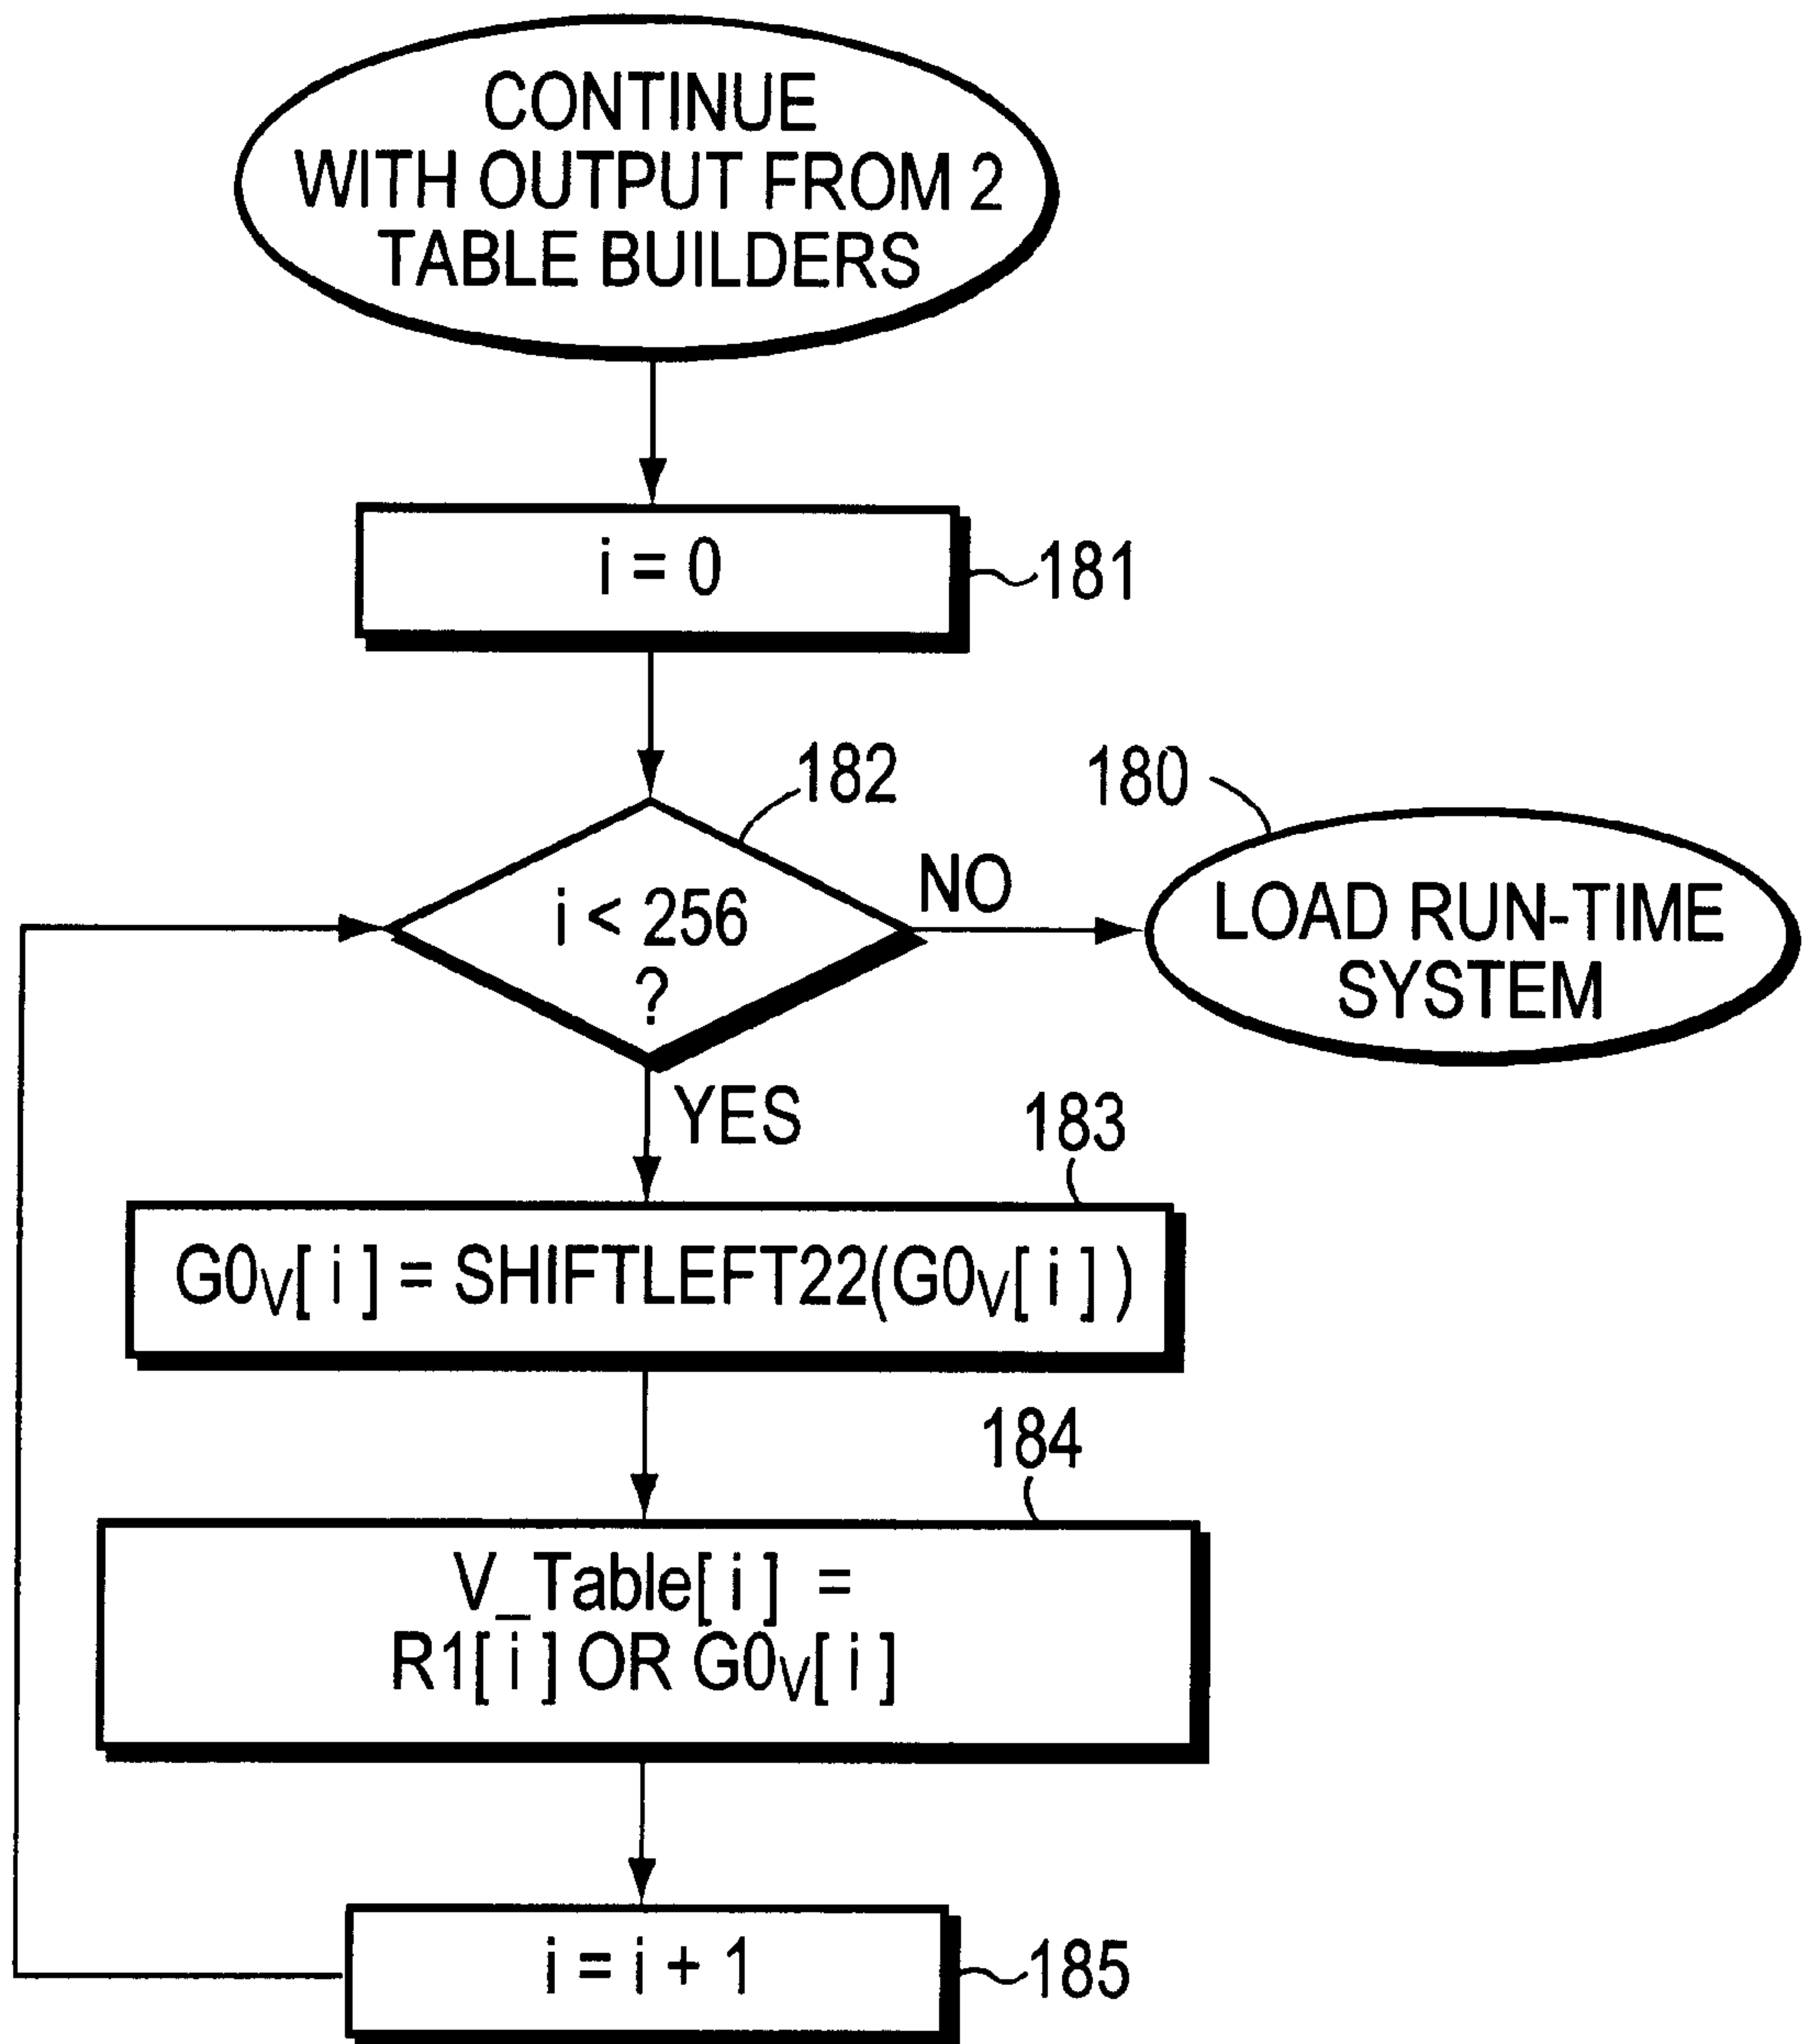 CONTINUE
WITH OUTPUT FROM 2
TABLE BUILDERS
i = 0
181
182
180
i < 256
?
NO
LOAD RUN-TIME
SYSTEM
YES
183
G0V[ i ] = SHIFTLEFT22(G0V[ i ] )
184
V_Table[ i ] =
R1[ i ] OR G0V[ i ]
i = i + 1
185